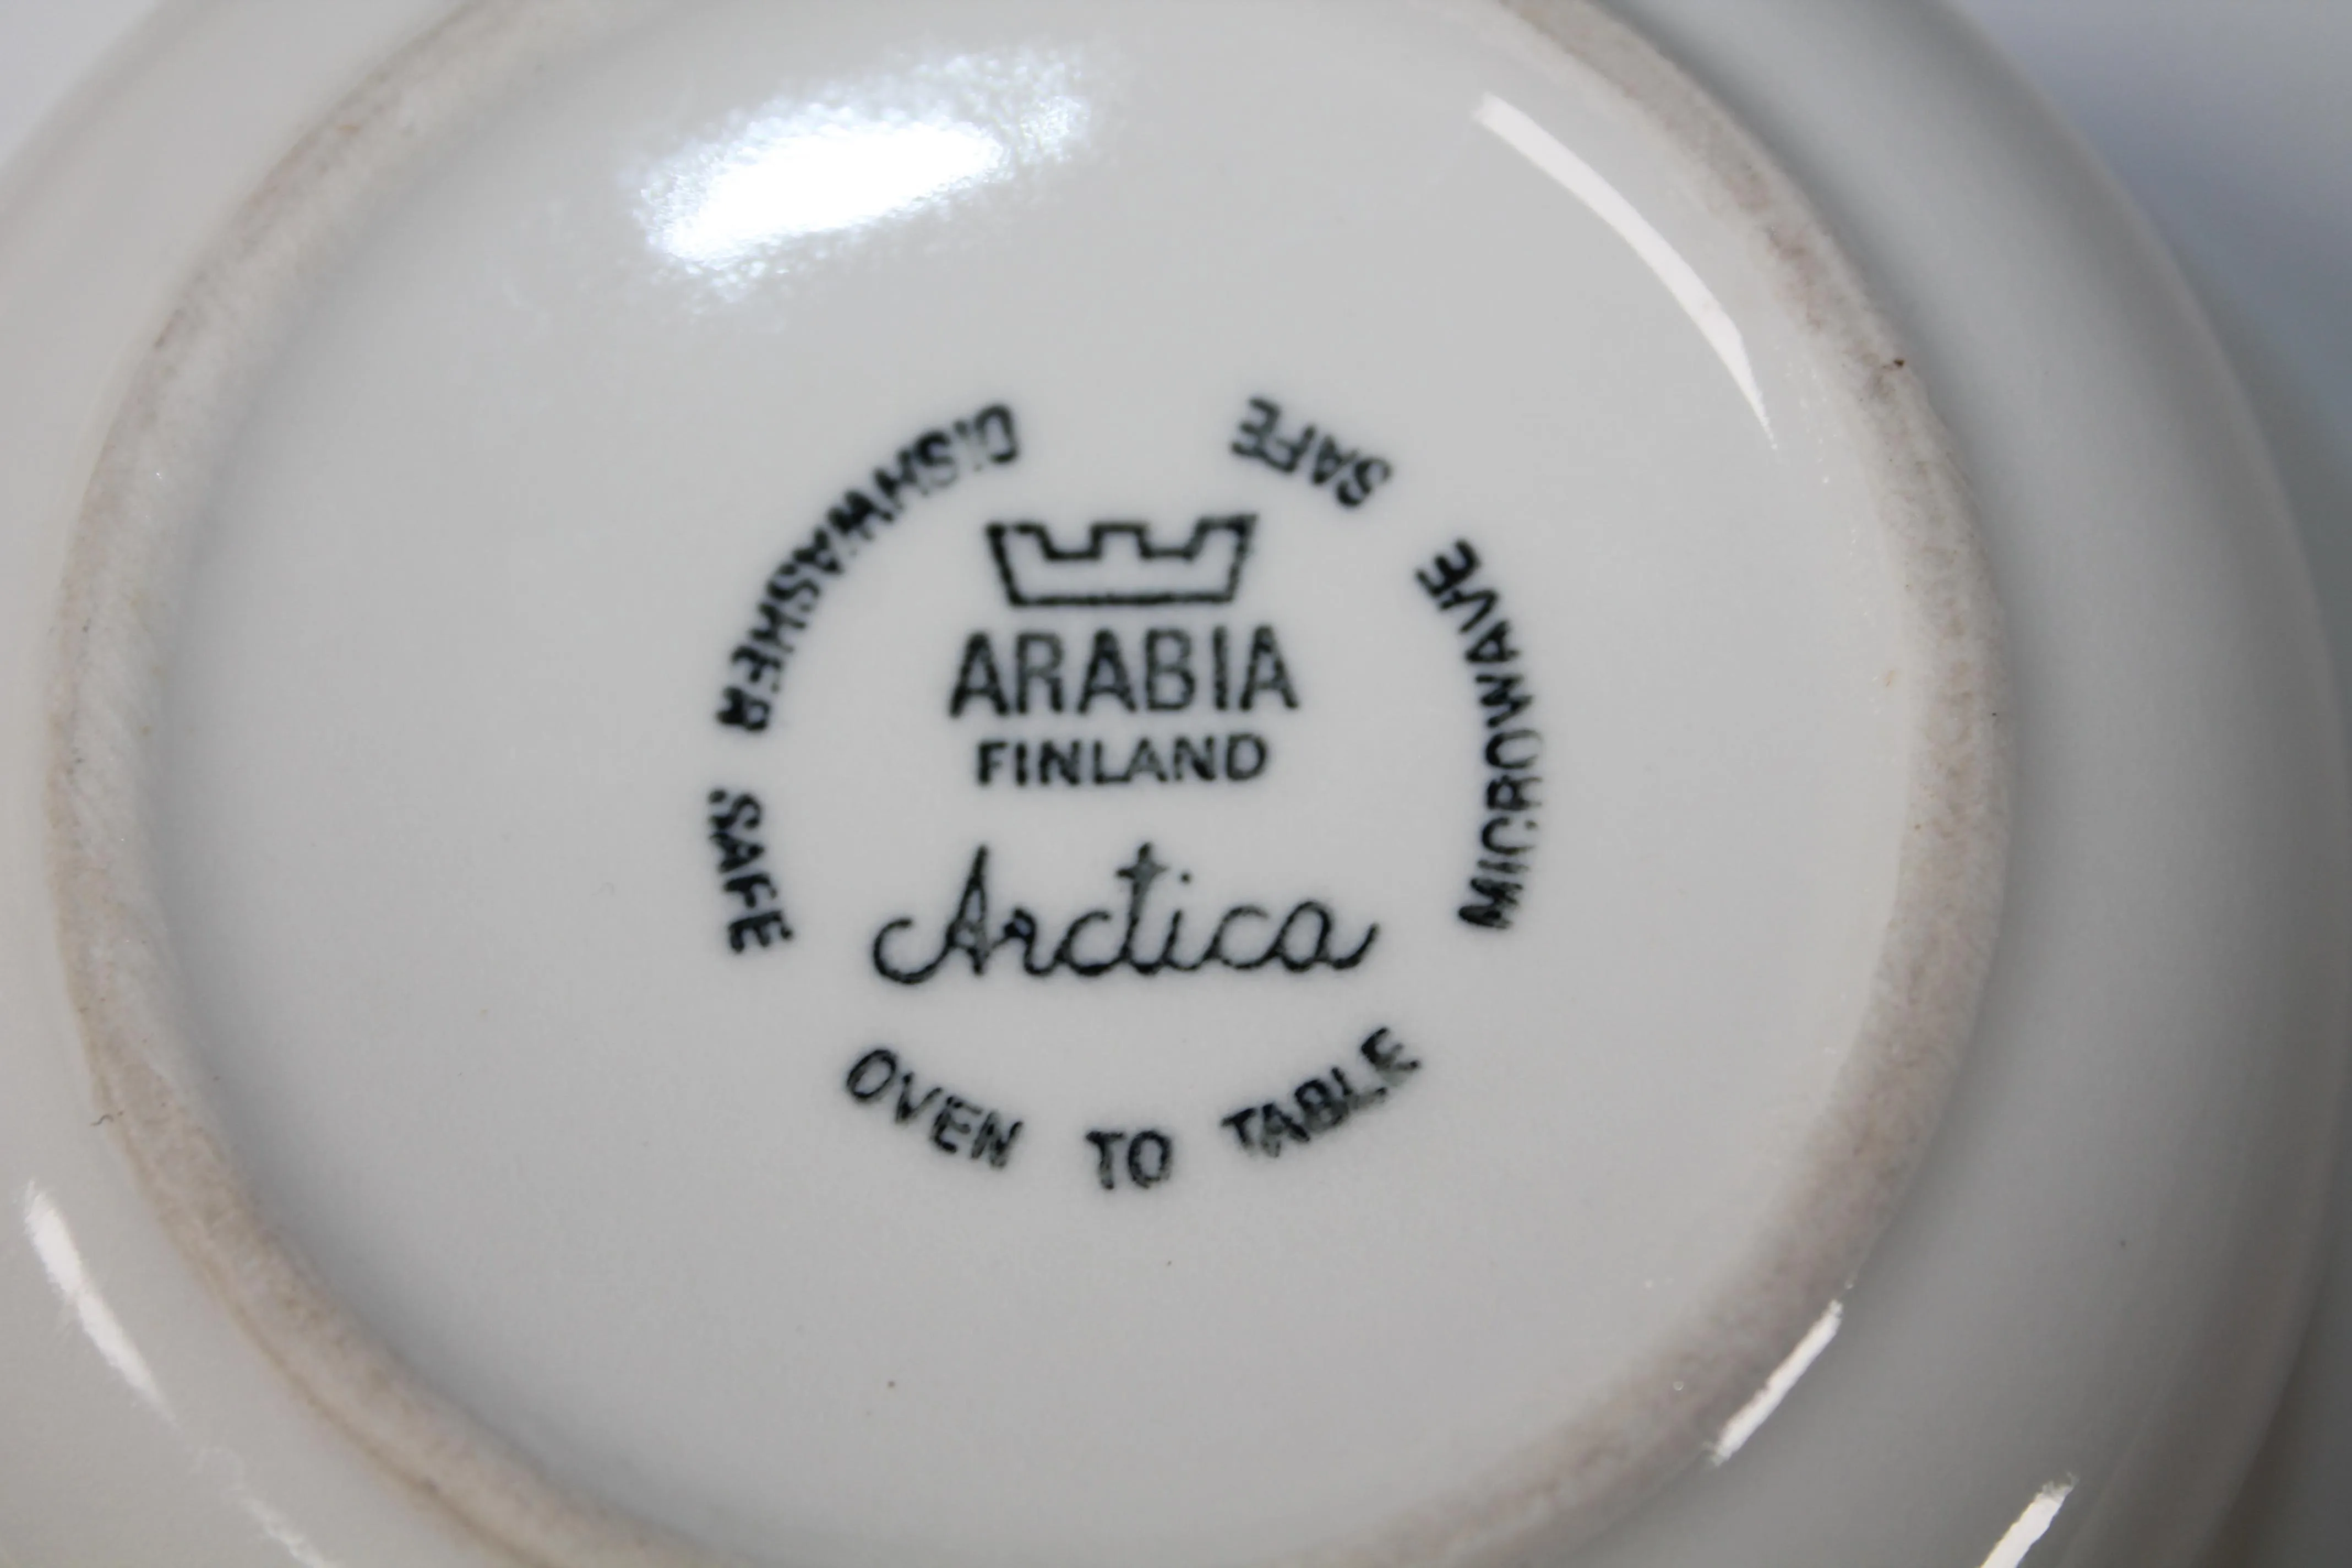 ARABIA
FINLAND
Arctica
DISHWASHER SAFE
OVEN TO TABLE
MICROWAVE SAFE